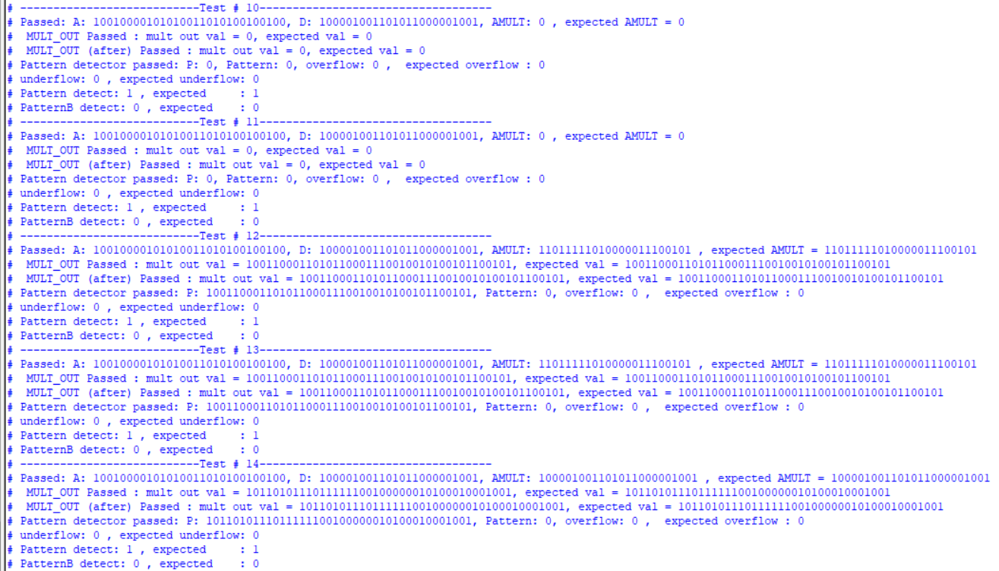 # ---------------------------Test # 10-----------------------------------
# Passed: A: 10010000101010011010100100100, D: 100001001101011000001001, AMULT: 0 , expected AMULT = 0
#  MULT_OUT Passed : mult out val = 0, expected val = 0
#  MULT_OUT (after) Passed : mult out val = 0, expected val = 0
# Pattern detector passed: P: 0, Pattern: 0, overflow: 0 ,  expected overflow : 0
# underflow: 0 , expected underflow: 0
# Pattern detect: 1 , expected     : 1
# PatternB detect: 0 , expected    : 0
# ---------------------------Test # 11-----------------------------------
# Passed: A: 10010000101010011010100100100, D: 100001001101011000001001, AMULT: 0 , expected AMULT = 0
#  MULT_OUT Passed : mult out val = 0, expected val = 0
#  MULT_OUT (after) Passed : mult out val = 0, expected val = 0
# Pattern detector passed: P: 0, Pattern: 0, overflow: 0 ,  expected overflow : 0
# underflow: 0 , expected underflow: 0
# Pattern detect: 1 , expected     : 1
# PatternB detect: 0 , expected    : 0
# ---------------------------Test # 12-----------------------------------
# Passed: A: 10010000101010011010100100100, D: 100001001101011000001001, AMULT: 11011111010000011100101 , expected AMULT = 11011111010000011100101
#  MULT_OUT Passed : mult out val = 1001100011010110001110010010100101100101, expected val = 1001100011010110001110010010100101100101
#  MULT_OUT (after) Passed : mult out val = 1001100011010110001110010010100101100101, expected val = 1001100011010110001110010010100101100101
# Pattern detector passed: P: 1001100011010110001110010010100101100101, Pattern: 0, overflow: 0 ,  expected overflow : 0
# underflow: 0 , expected underflow: 0
# Pattern detect: 1 , expected     : 1
# PatternB detect: 0 , expected    : 0
# ---------------------------Test # 13-----------------------------------
# Passed: A: 10010000101010011010100100100, D: 100001001101011000001001, AMULT: 11011111010000011100101 , expected AMULT = 11011111010000011100101
#  MULT_OUT Passed : mult out val = 1001100011010110001110010010100101100101, expected val = 1001100011010110001110010010100101100101
#  MULT_OUT (after) Passed : mult out val = 1001100011010110001110010010100101100101, expected val = 1001100011010110001110010010100101100101
# Pattern detector passed: P: 1001100011010110001110010010100101100101, Pattern: 0, overflow: 0 ,  expected overflow : 0
# underflow: 0 , expected underflow: 0
# Pattern detect: 1 , expected     : 1
# PatternB detect: 0 , expected    : 0
# ---------------------------Test # 14-----------------------------------
# Passed: A: 10010000101010011010100100100, D: 100001001101011000001001, AMULT: 100001001101011000001001 , expected AMULT = 100001001101011000001001
#  MULT_OUT Passed : mult out val = 1011010111011111100100000010100010001001, expected val = 1011010111011111100100000010100010001001
#  MULT_OUT (after) Passed : mult out val = 1011010111011111100100000010100010001001, expected val = 1011010111011111100100000010100010001001
# Pattern detector passed: P: 1011010111011111100100000010100010001001, Pattern: 0, overflow: 0 ,  expected overflow : 0
# underflow: 0 , expected underflow: 0
# Pattern detect: 1 , expected     : 1
# PatternB detect: 0 , expected    : 0